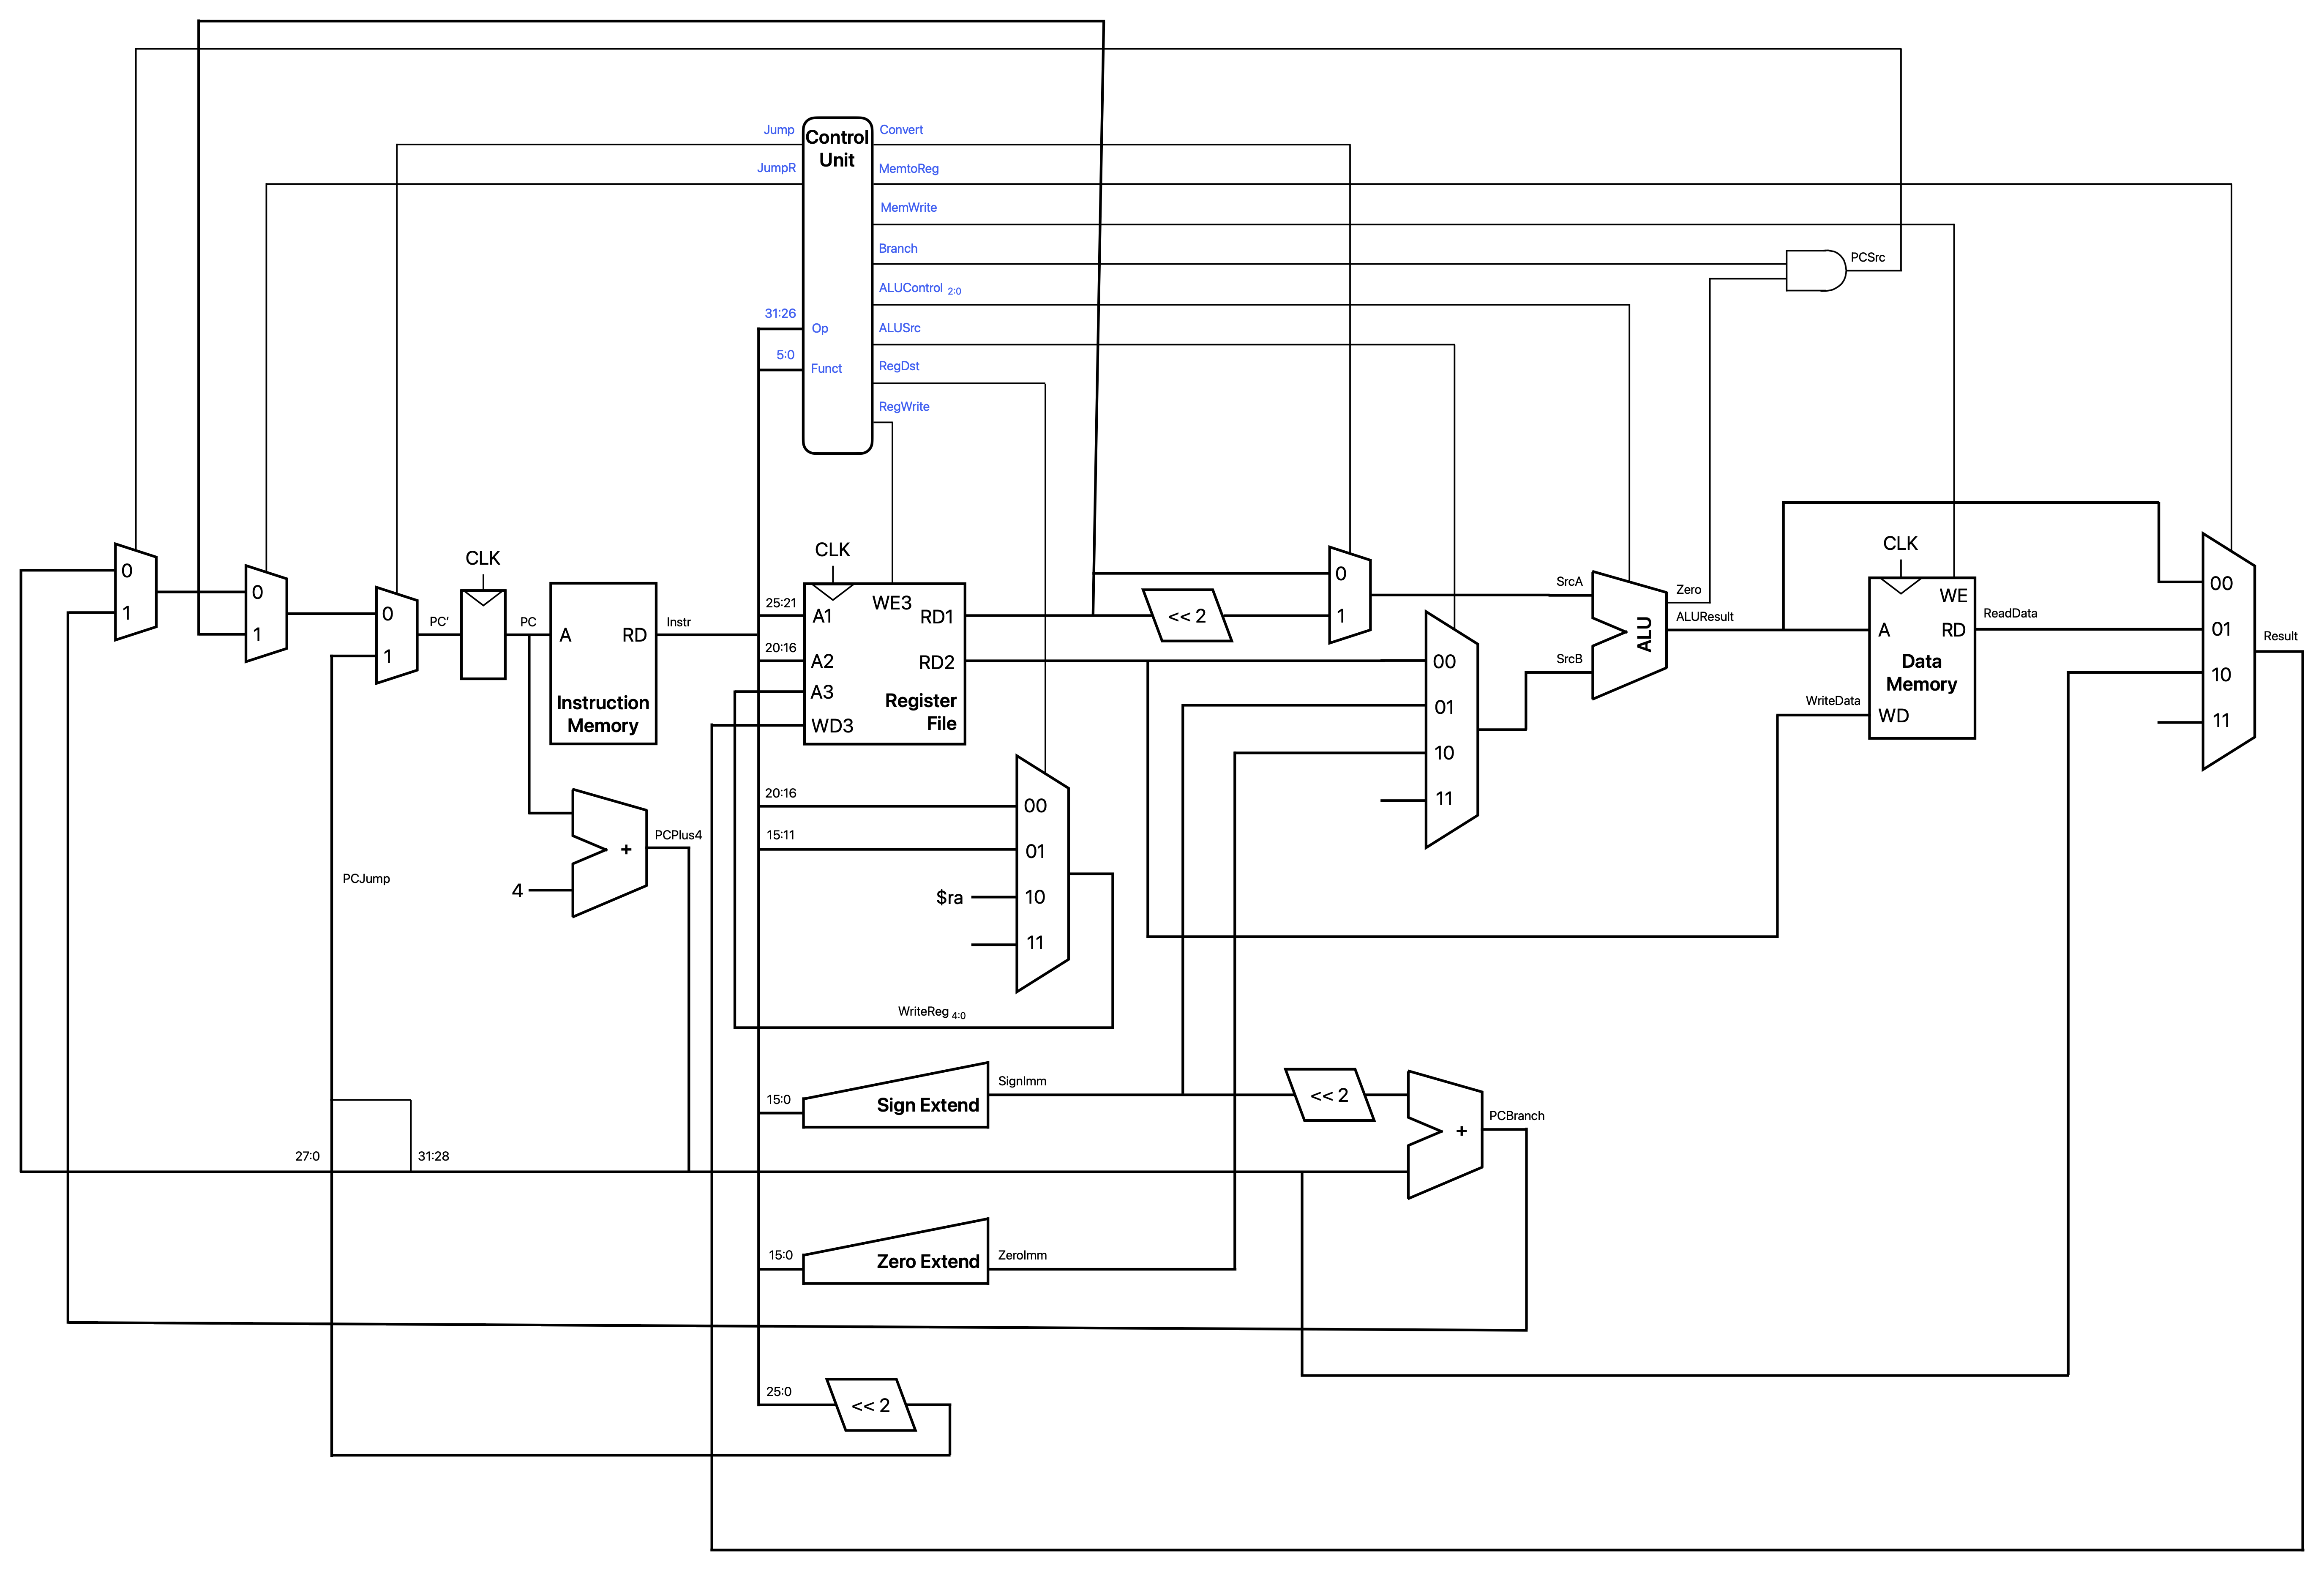 Jump
JumpR
Control
Unit
Convert
MemtoReg
MemWrite
Branch
ALUControl 2:0
ALUSrc
RegDst
RegWrite
31:26
Op
5:0
Funct
PCSrc
0
1
0
1
0
1
PC'
CLK
PC
A
RD
Instruction
Memory
Instr
CLK
25:21
A1
WE3
RD1
20:16
A2
RD2
A3
Register
File
WD3
<< 2
0
1
00
01
10
11
SrcA
SrcB
ALU
Zero
ALUResult
CLK
WE
A
RD
Data
Memory
WD
WriteData
ReadData
00
01
10
11
Result
20:16
00
15:11
01
$ra
10
11
WriteReg 4:0
PCPlus4
+
4
PCJump
27:0
31:28
15:0
Sign Extend
SignImm
<< 2
+
PCBranch
15:0
Zero Extend
ZeroImm
25:0
<< 2